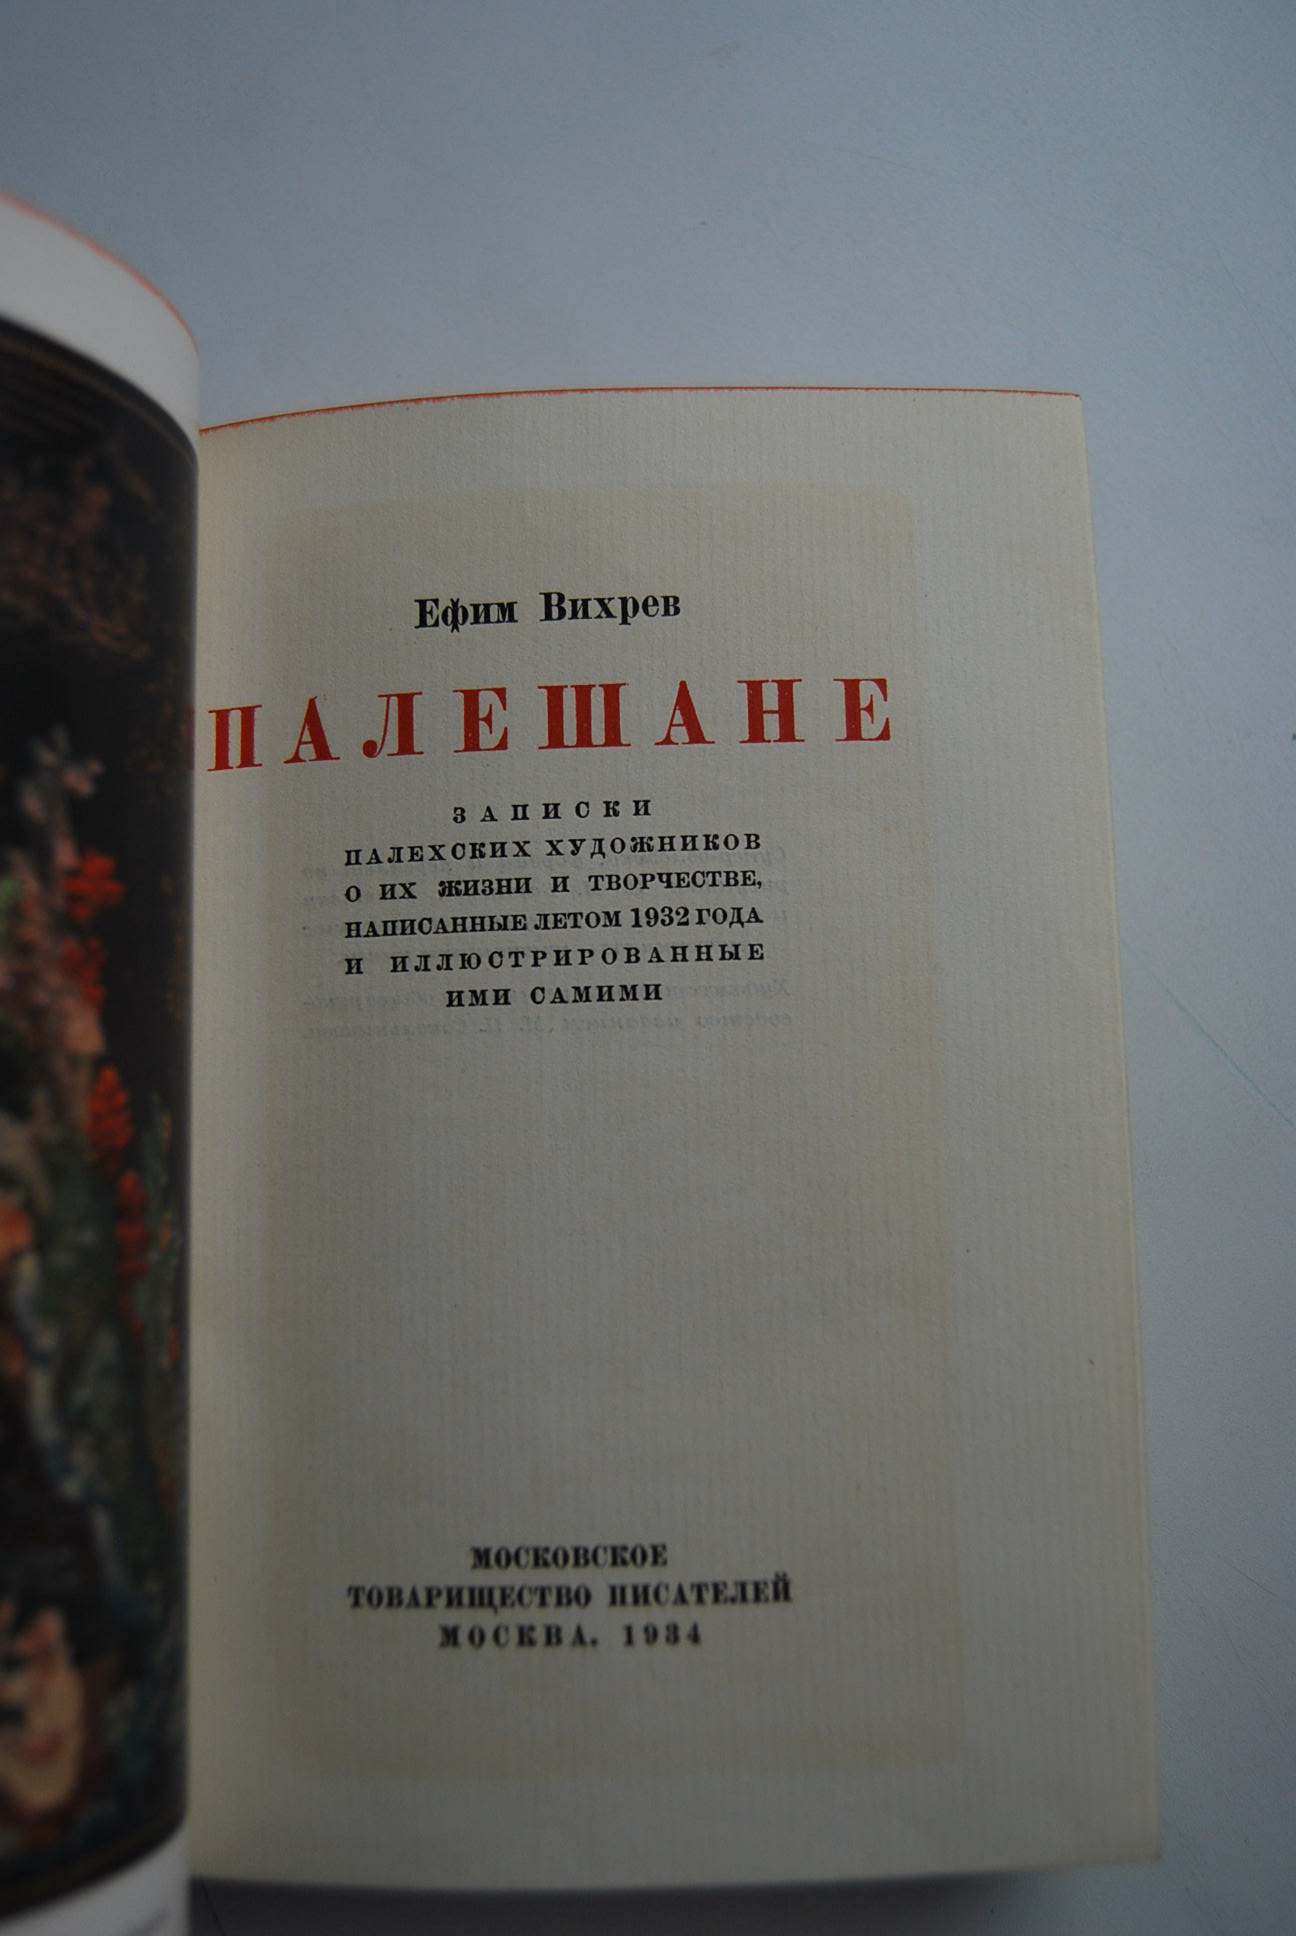 Ефим Вихрев
ПАЛЕШАНЕ
ЗАПИСКИ
ПАЛЕХСКИХ ХУДОЖНИКОВ
О ИХ ЖИЗНИ И ТВОРЧЕСТВЕ,
НАПИСАННЫЕ ЛЕТОМ 1932 ГОДА
И ИЛЛЮСТРИРОВАННЫЕ
ИМИ САМИМИ
МОСКОВСКОЕ
ТОВАРИЩЕСТВО ПИСАТЕЛЕЙ
МОСКВА. 1934